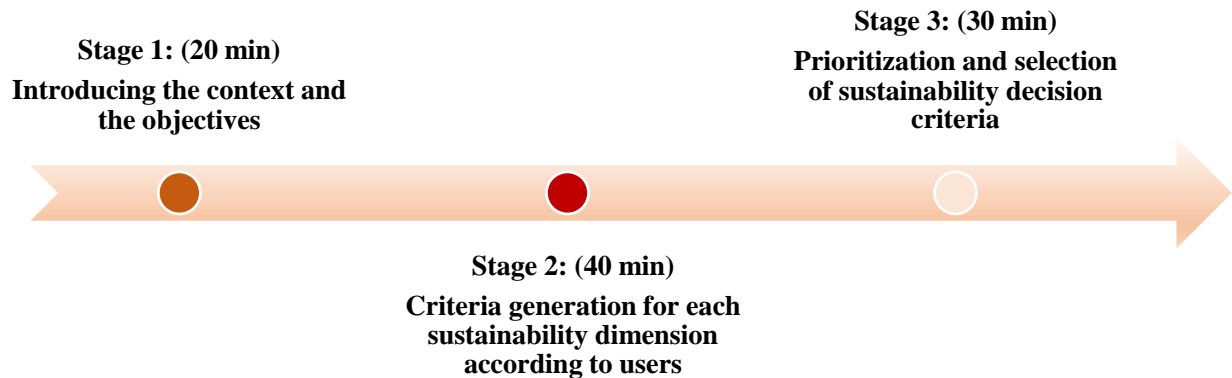 Stage 1: (20 min)
Introducing the context and
the objectives
Stage 2: (40 min)
Criteria generation for each
sustainability dimension
according to users
Stage 3: (30 min)
Prioritization and selection
of sustainability decision
criteria